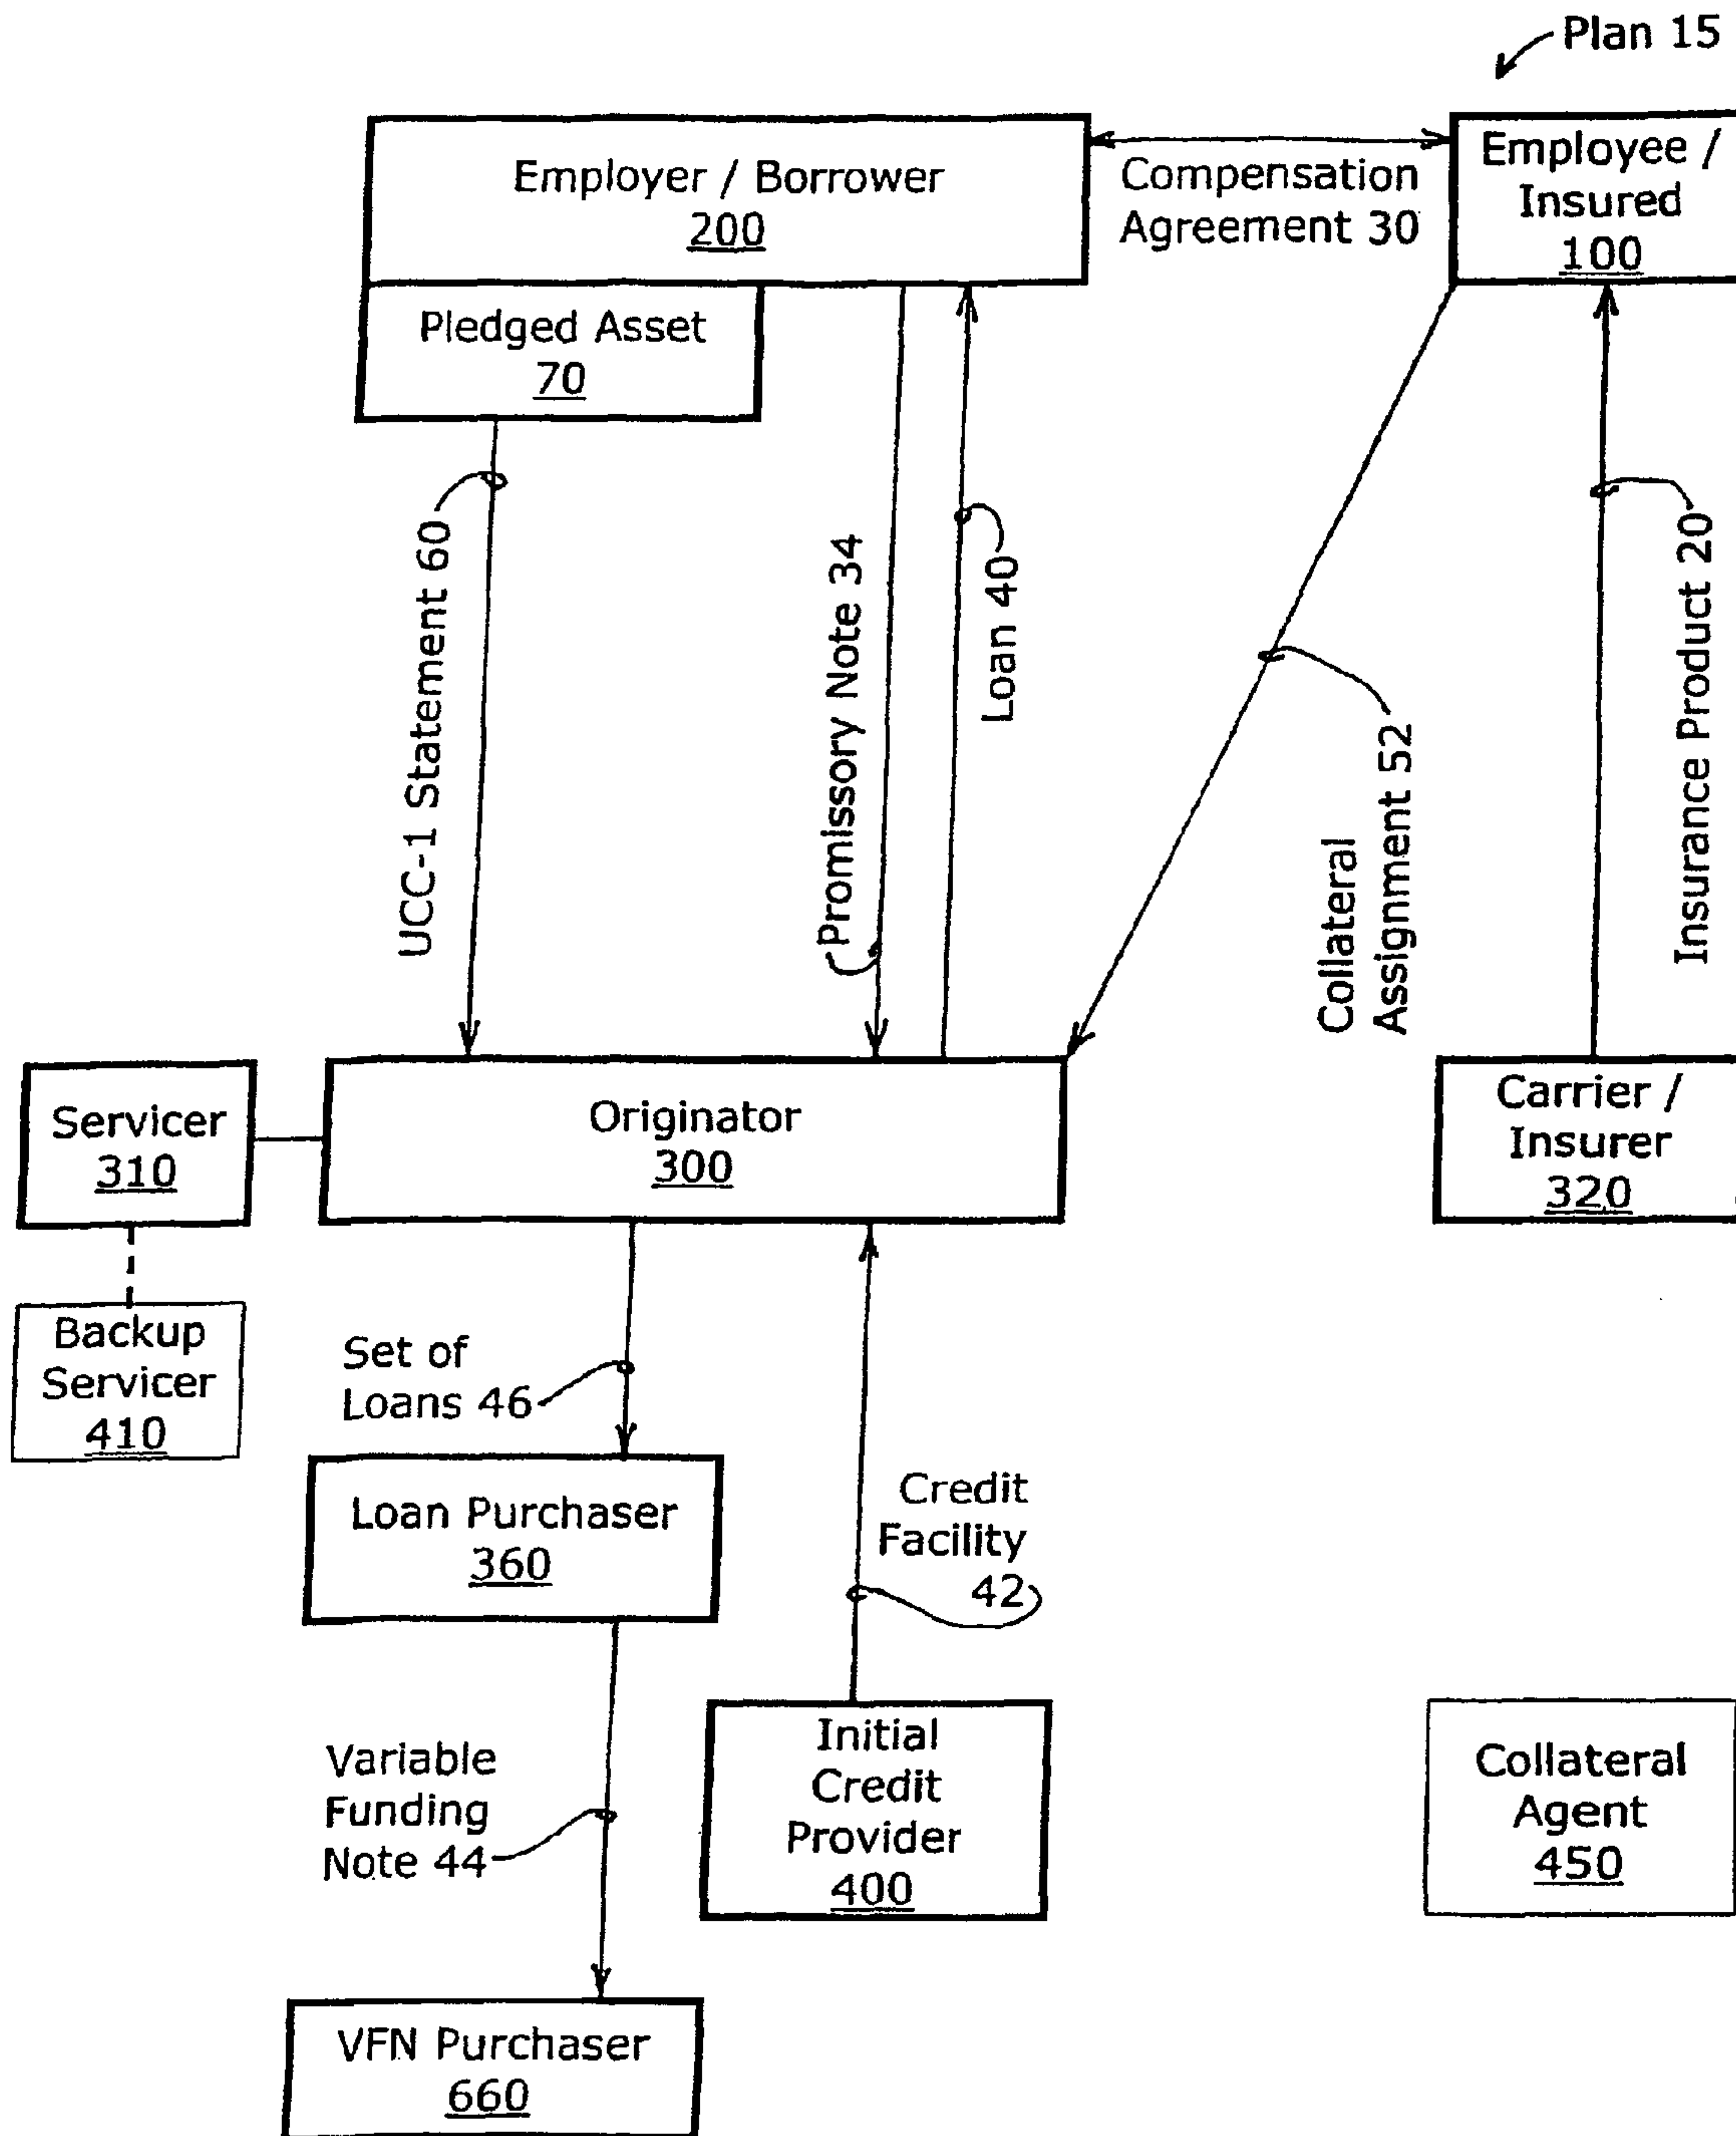 Plan 15
Employer / Borrower
200
Compensation
Agreement 30
Employee /
Insured
100
Pledged Asset
70
UCC-1 Statement 60
Promissory Note 34
Loan 40
Collateral
Assignment 52
Insurance Product 20
Servicer
310
Originator
300
Carrier /
Insurer
320
Backup
Servicer
410
Set of
Loans 46
Loan Purchaser
360
Credit
Facility
42
Variable
Funding
Note 44
Initial
Credit
Provider
400
Collateral
Agent
450
VFN Purchaser
660